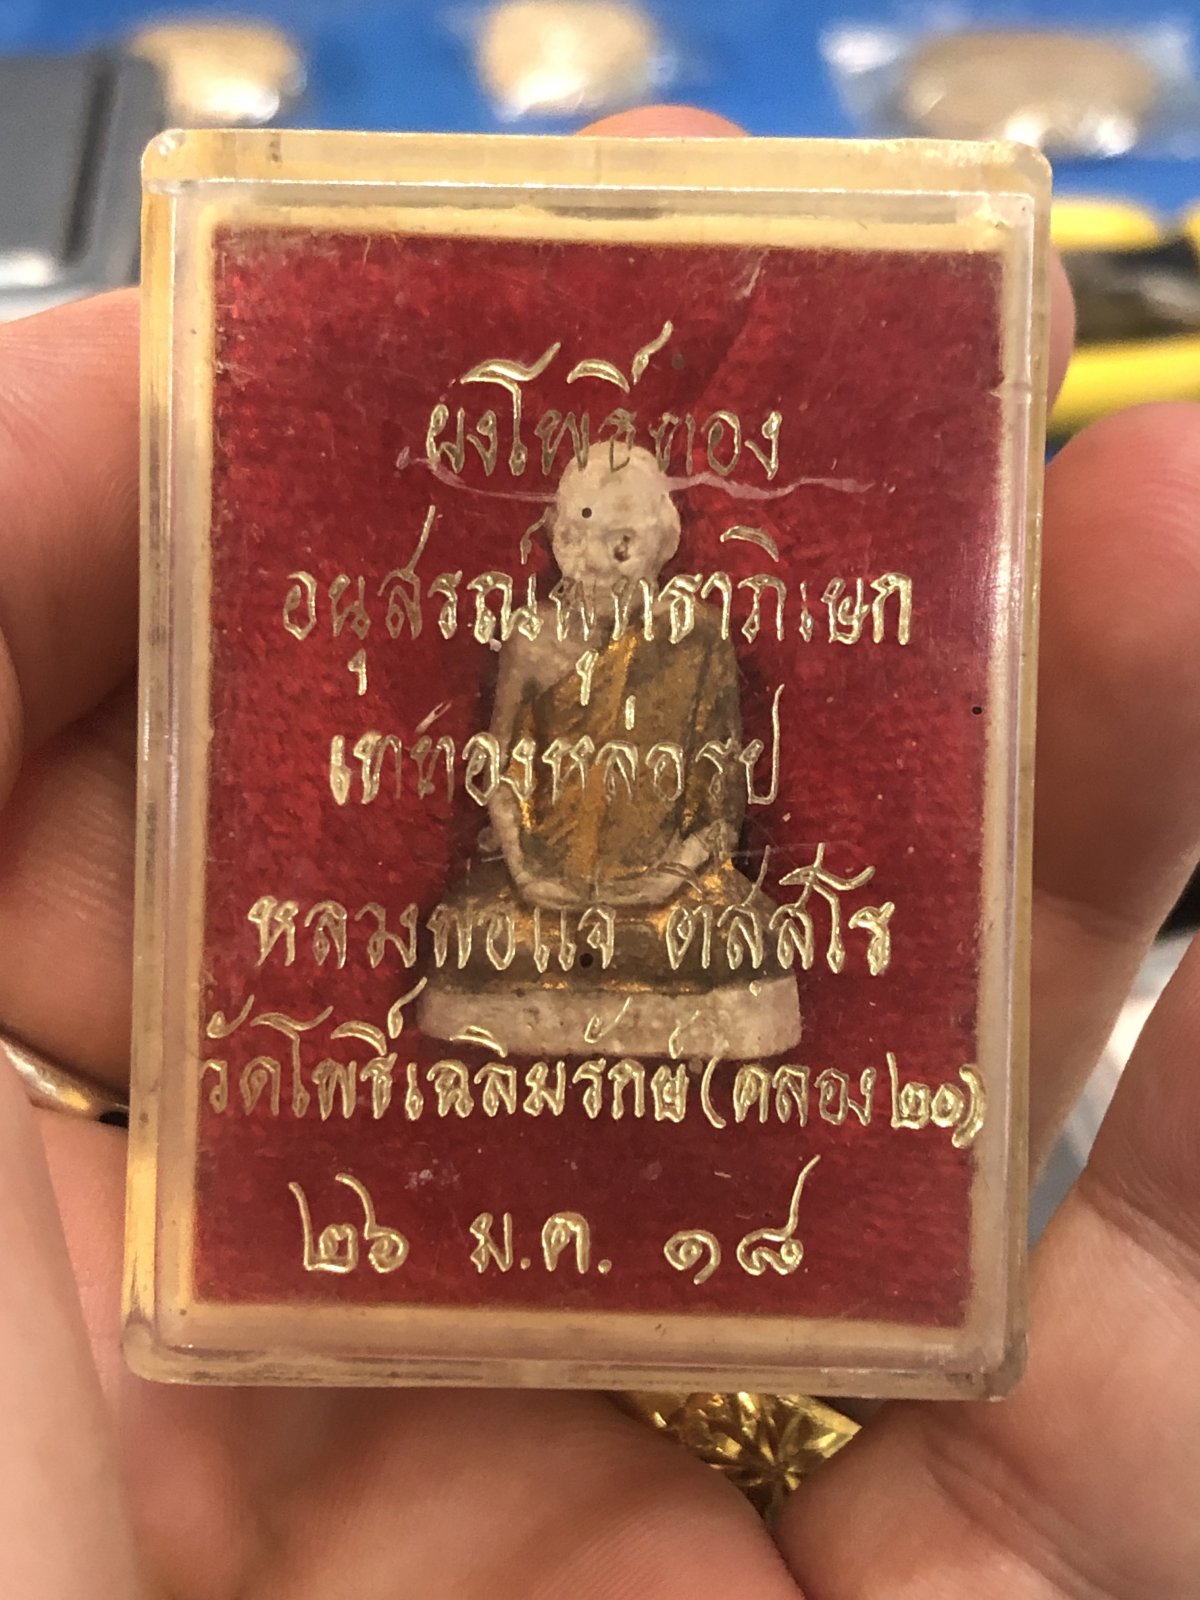 ผงโพธิ์ทอง
อนุสรณ์พุทธาภิเษก
เททองหล่อรูป
หลวงพ่อแจ่ ติสฺสโร
วัดโพธิ์เฉลิมรักษ์ (คลอง ๒๐)
๒๖ ม.ค. ๑๘